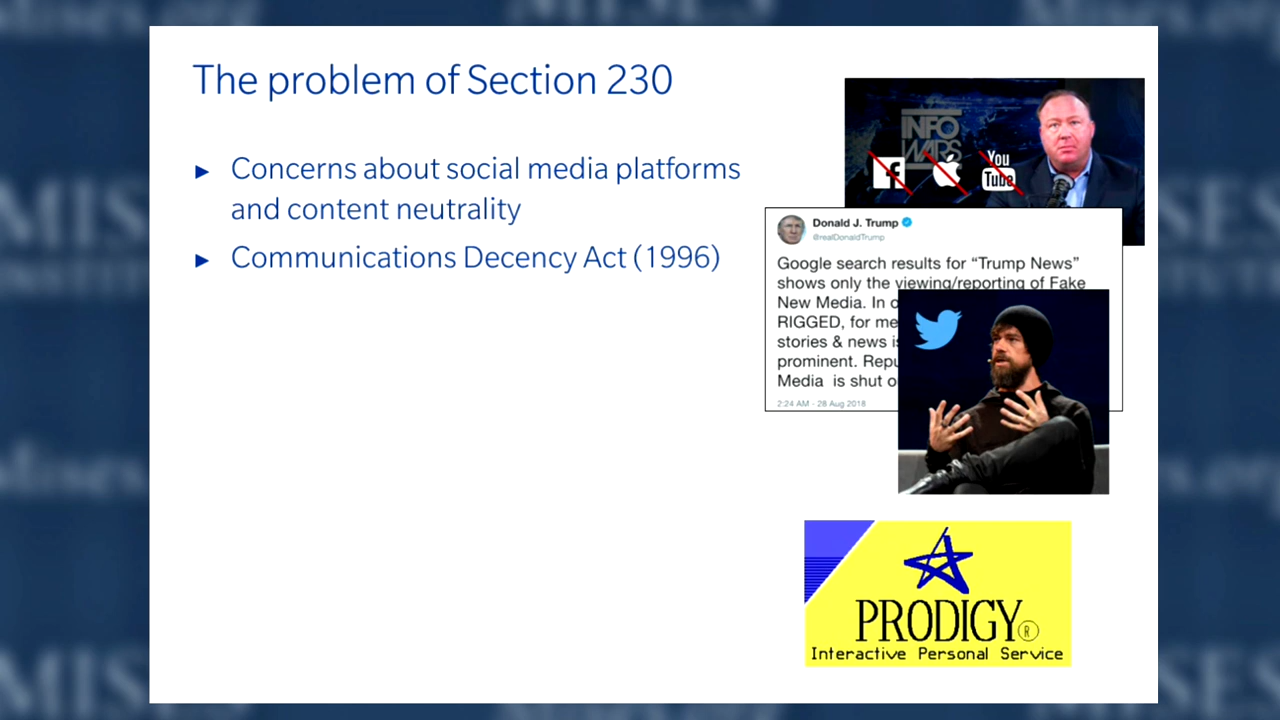 The problem of Section 230
► Concerns about social media platforms
and content neutrality
► Communications Decency Act (1996)
INFO
WARS
You
Tube
Donald J. Trump
@realDonaldTrump
Google search results for “Trump News”
shows only the viewing/reporting of Fake
New Media. In
RIGGED, for me
stories & news
prominent.
Media is shut
2:24 AM - 28 Aug 2018
PRODIGY®
Interactive Personal Service
Mises.org
MISES